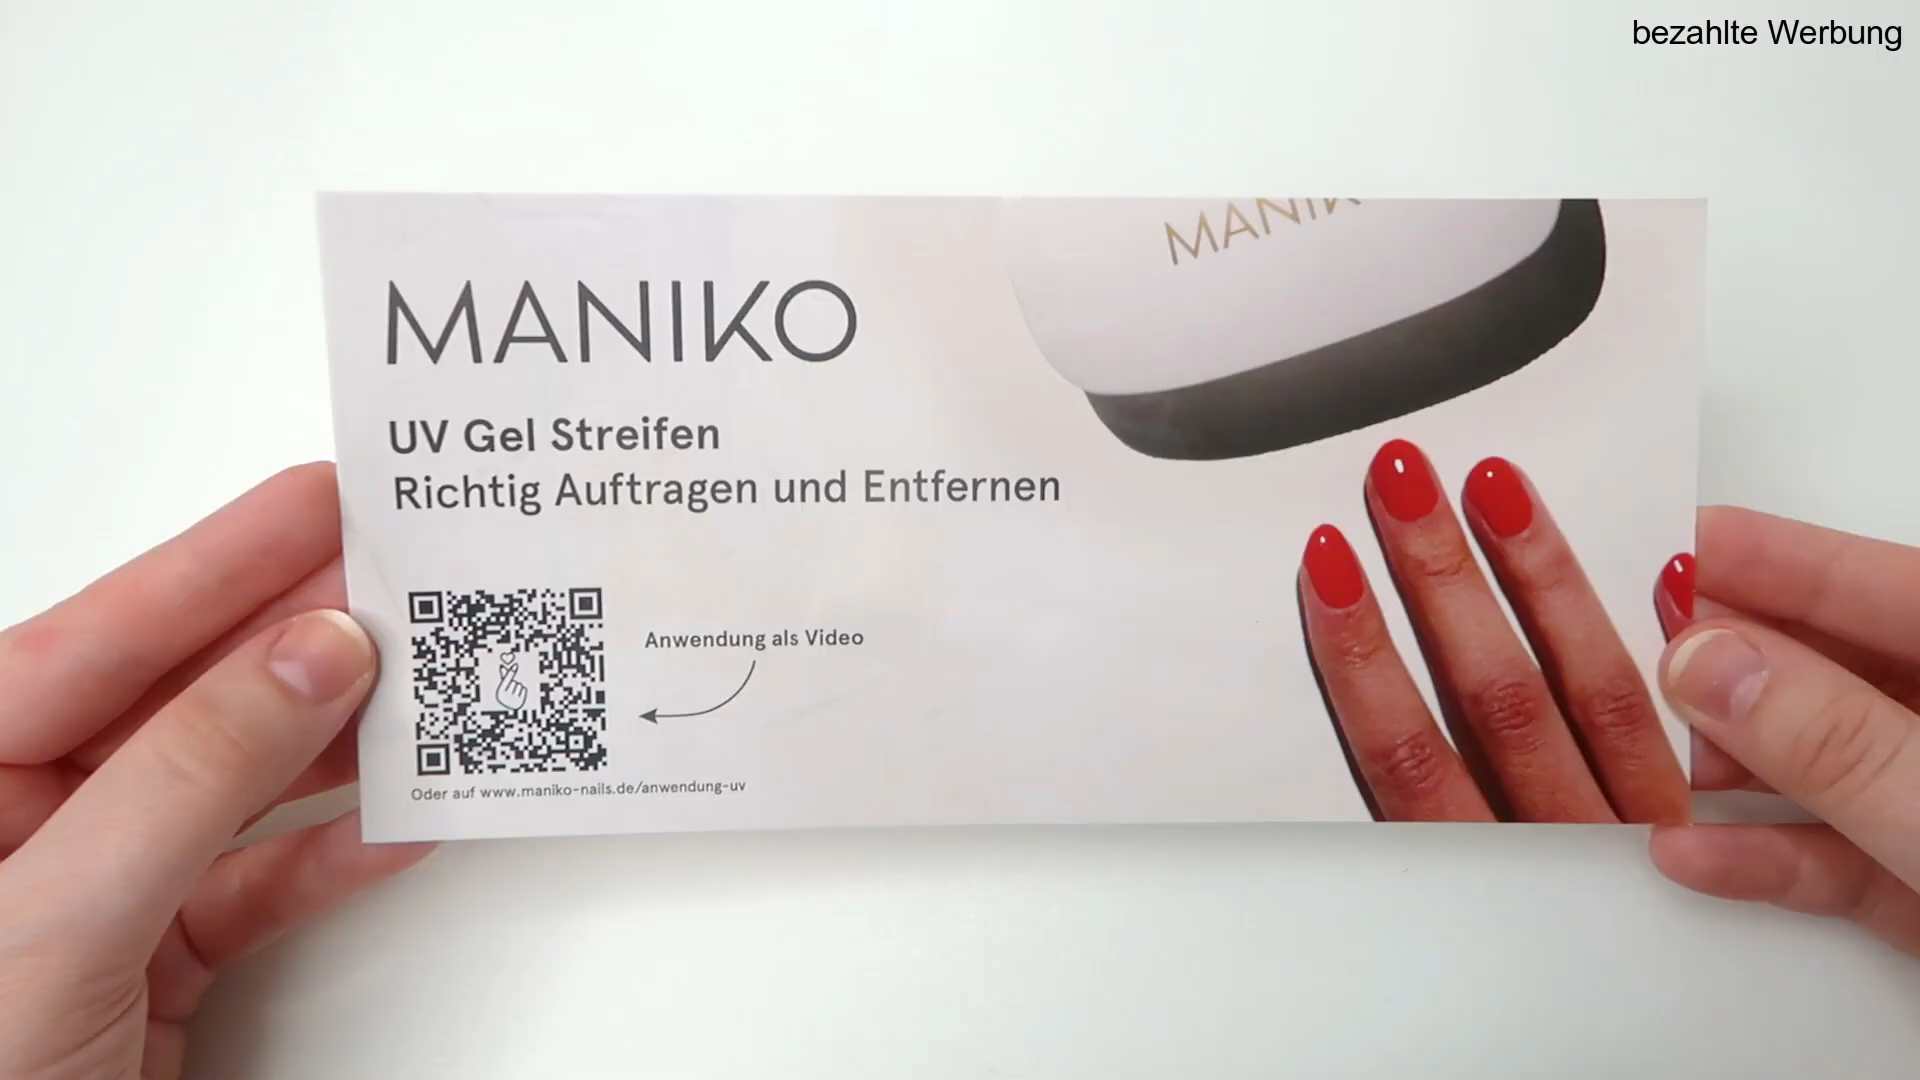 bezahlte Werbung
MANIKO
UV Gel Streifen
Richtig Auftragen und Entfernen
Anwendung als Video
Oder auf www.maniko-nails.de/anwendung-uv